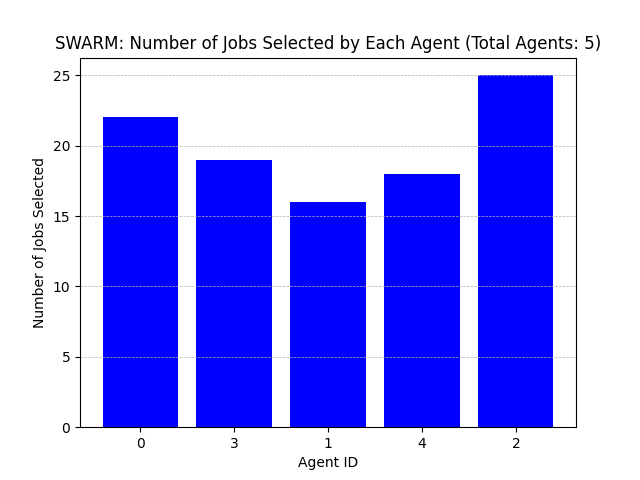 SWARM: Number of Jobs Selected by Each Agent (Total Agents: 5)
25
20
15
10
5
0
Number of Jobs Selected
0 3 1 4 2
Agent ID